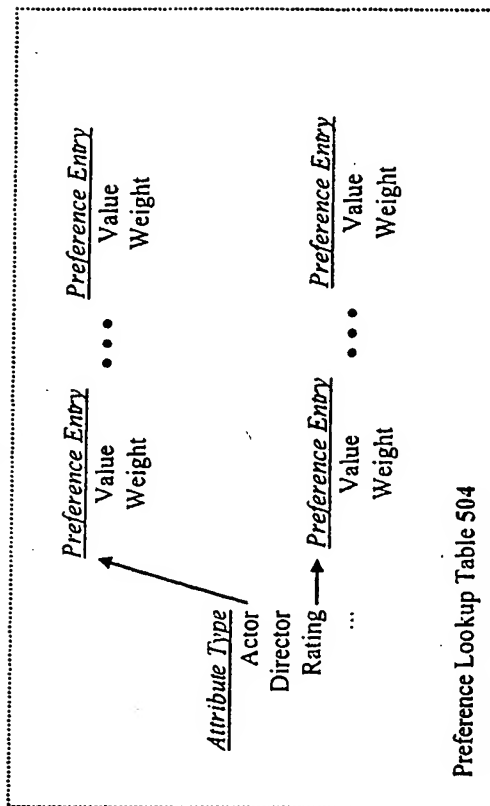 Preference Entry Preference Entry
Value ••• Value
Weight Weight
Attribute Type
Actor
Director
Rating Preference Entry Preference Entry
... Value ••• Value
Weight Weight
Preference Lookup Table 504